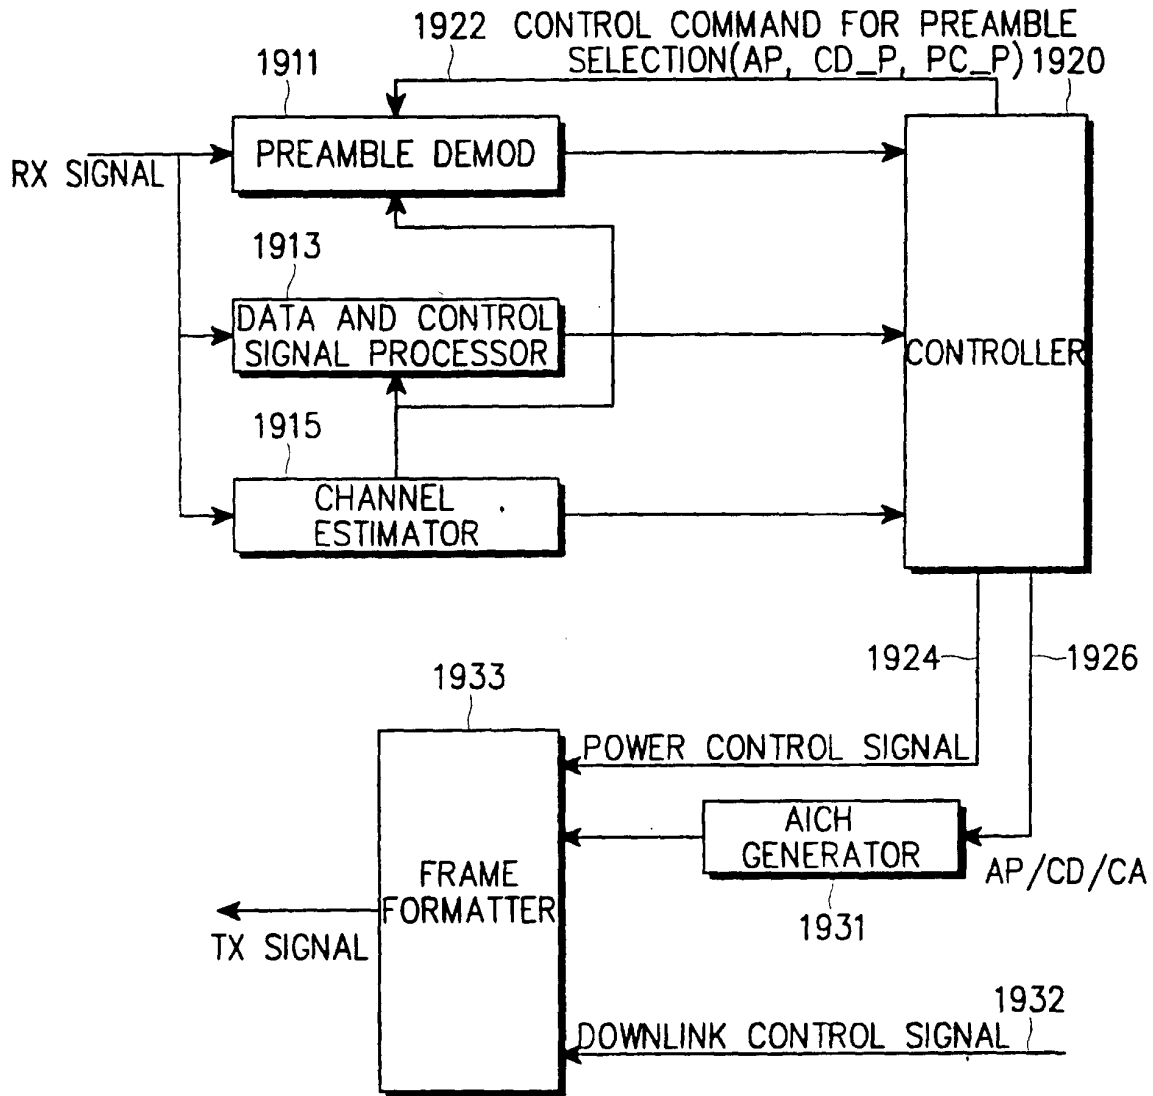 1922 CONTROL COMMAND FOR PREAMBLE
SELECTION(AP, CD_P, PC_P) 1920
1911
PREAMBLE DEMOD
RX SIGNAL
1913
DATA AND CONTROL
SIGNAL PROCESSOR
CONTROLLER
1915
CHANNEL
ESTIMATOR
1924
1926
1933
POWER CONTROL SIGNAL
AICH
GENERATOR
AP/CD/CA
FRAME
FORMATTER
1931
TX SIGNAL
1932
DOWNLINK CONTROL SIGNAL